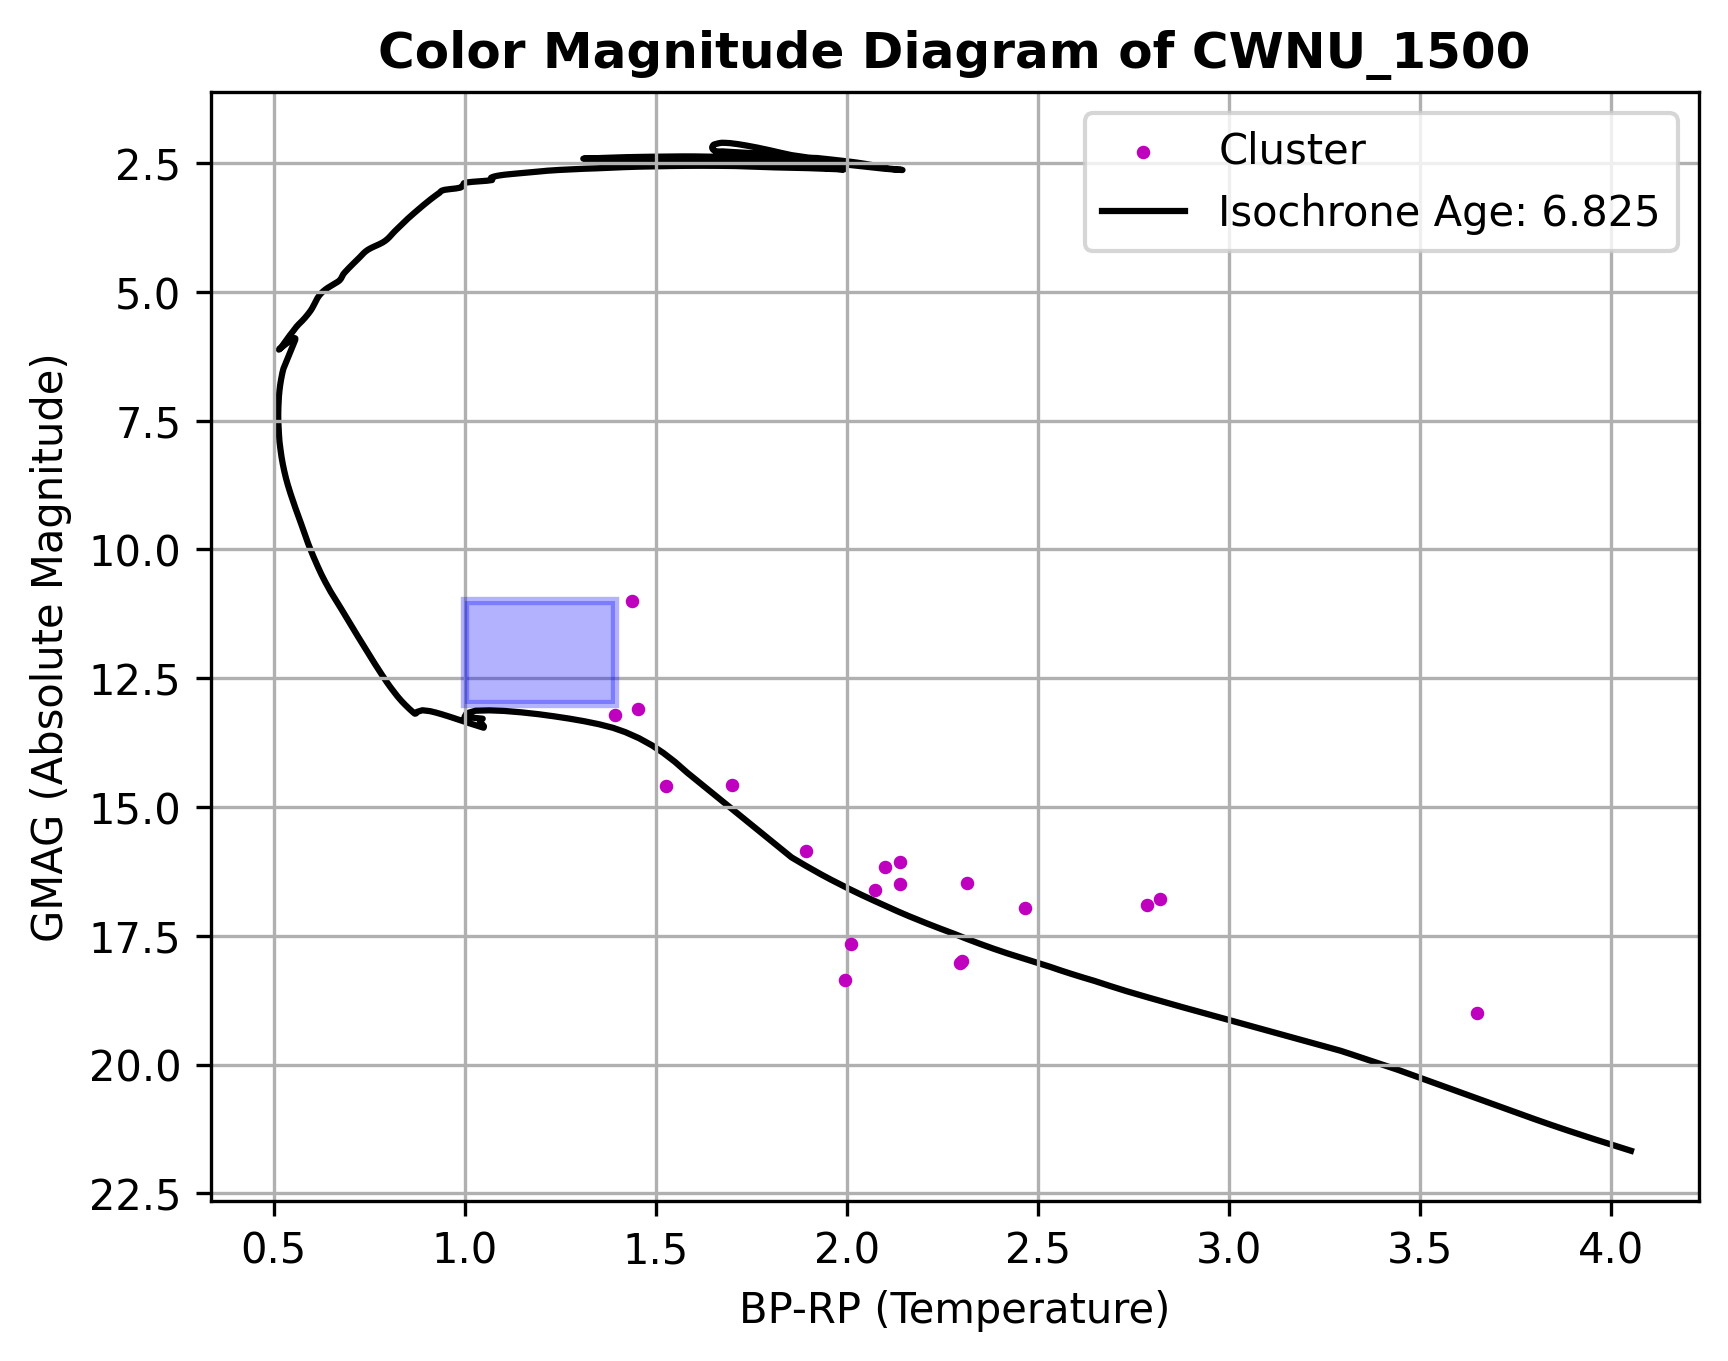 Color Magnitude Diagram of CWNU_1500
Cluster
Isochrone Age: 6.825
GMAG (Absolute Magnitude)
2.5
5.0
7.5
10.0
12.5
15.0
17.5
20.0
22.5
0.5 1.0 1.5 2.0 2.5 3.0 3.5 4.0
BP-RP (Temperature)